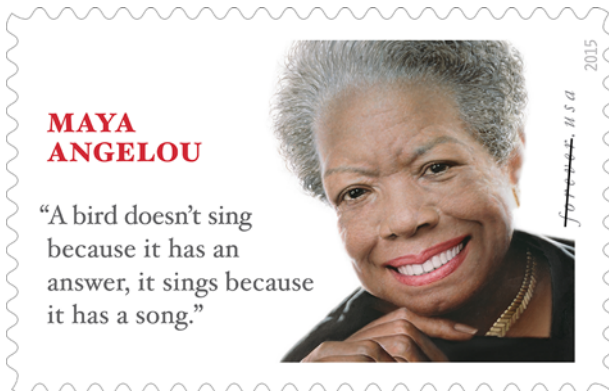 2015
forever.usa
MAYA
ANGELOU
“A bird doesn’t sing
because it has an
answer, it sings because
it has a song.”